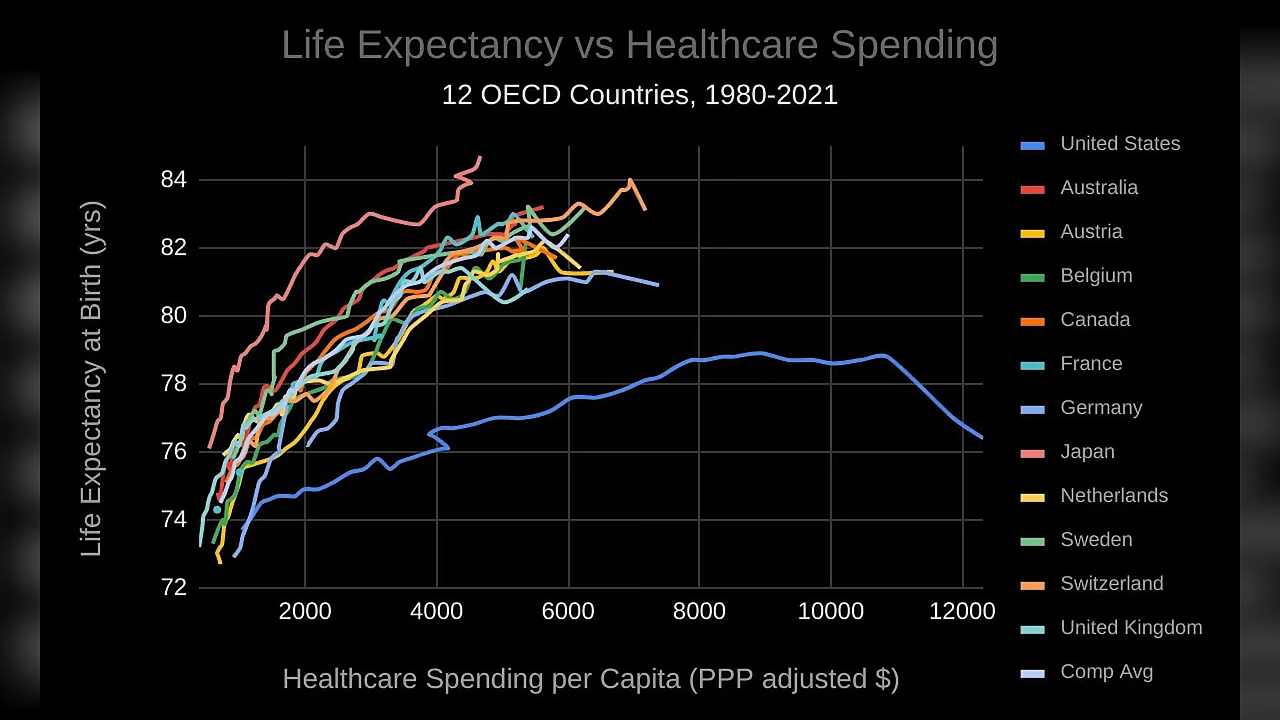 Life Expectancy vs Healthcare Spending
12 OECD Countries, 1980-2021
Life Expectancy at Birth (yrs)
84
82
80
78
76
74
72
2000 4000 6000 8000 10000 12000
Healthcare Spending per Capita (PPP adjusted $)
United States
Australia
Austria
Belgium
Canada
France
Germany
Japan
Netherlands
Sweden
Switzerland
United Kingdom
Comp Avg